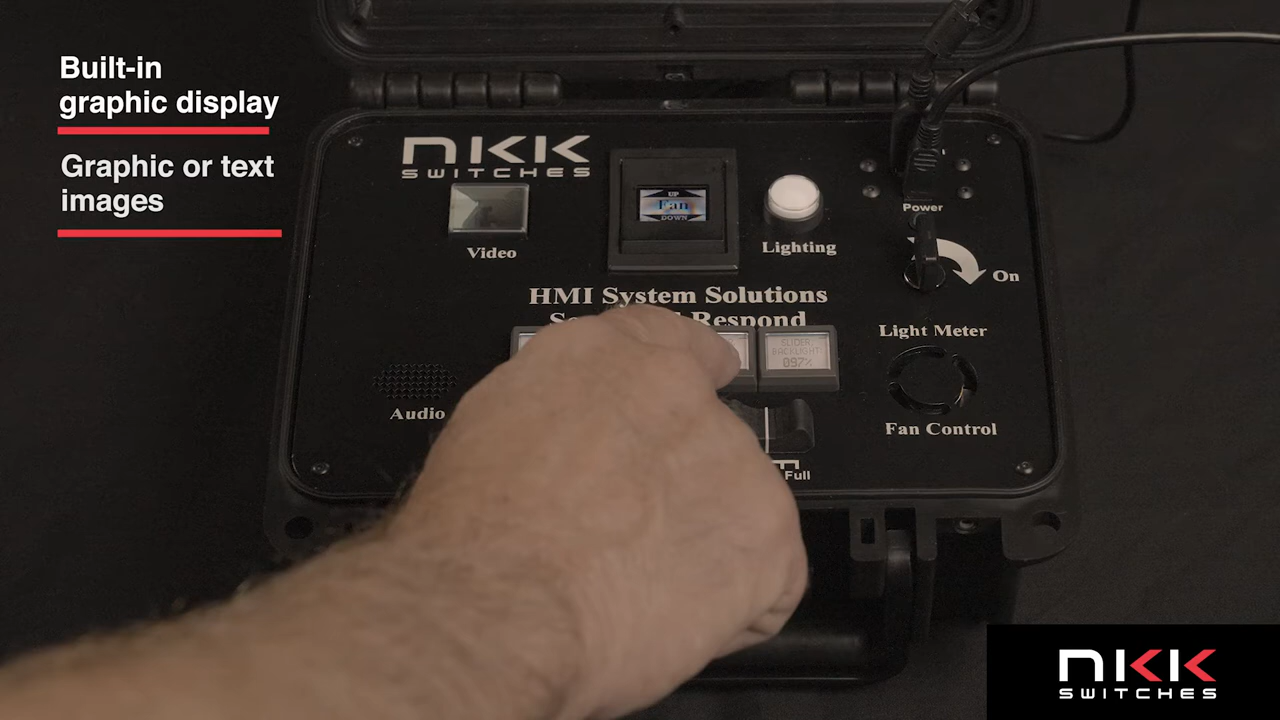 Built-in
graphic display
Graphic or text
images
NKK
SWITCHES
UP
Fan
DOWN
Video
Lighting
Power
On
HMI System Solutions
Respond
Light Meter
SLIDER
BACKLIGHT:
097%
Audio
Fan Control
Full
NKK
SWITCHES